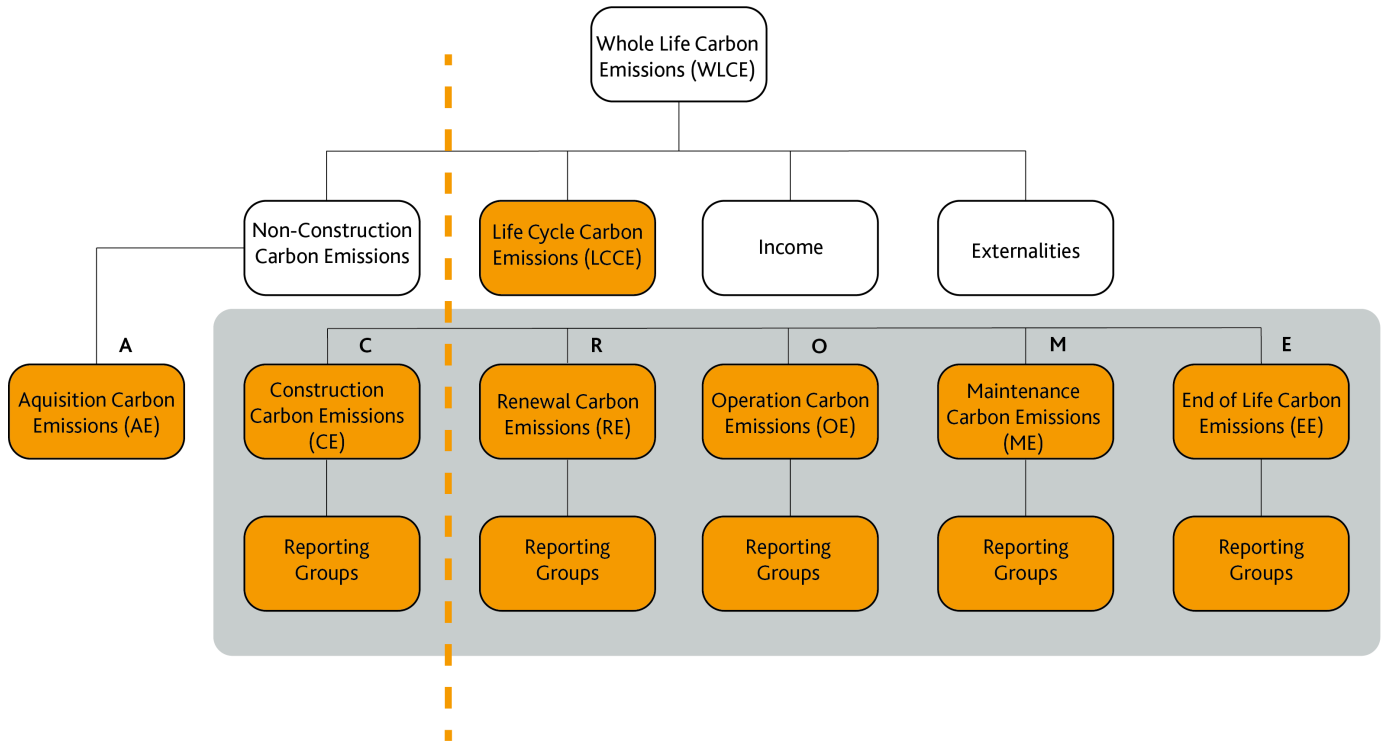 Whole Life Carbon
Emissions (WLCE)
Non-Construction
Carbon Emissions
Life Cycle Carbon
Emissions (LCCE)
Income
Externalities
A
C
R
O
M
E
Aquisition Carbon
Emissions (AE)
Construction
Carbon Emissions
(CE)
Renewal Carbon
Emissions (RE)
Operation Carbon
Emissions (OE)
Maintenance
Carbon Emissions
(ME)
End of Life Carbon
Emissions (EE)
Reporting
Groups
Reporting
Groups
Reporting
Groups
Reporting
Groups
Reporting
Groups